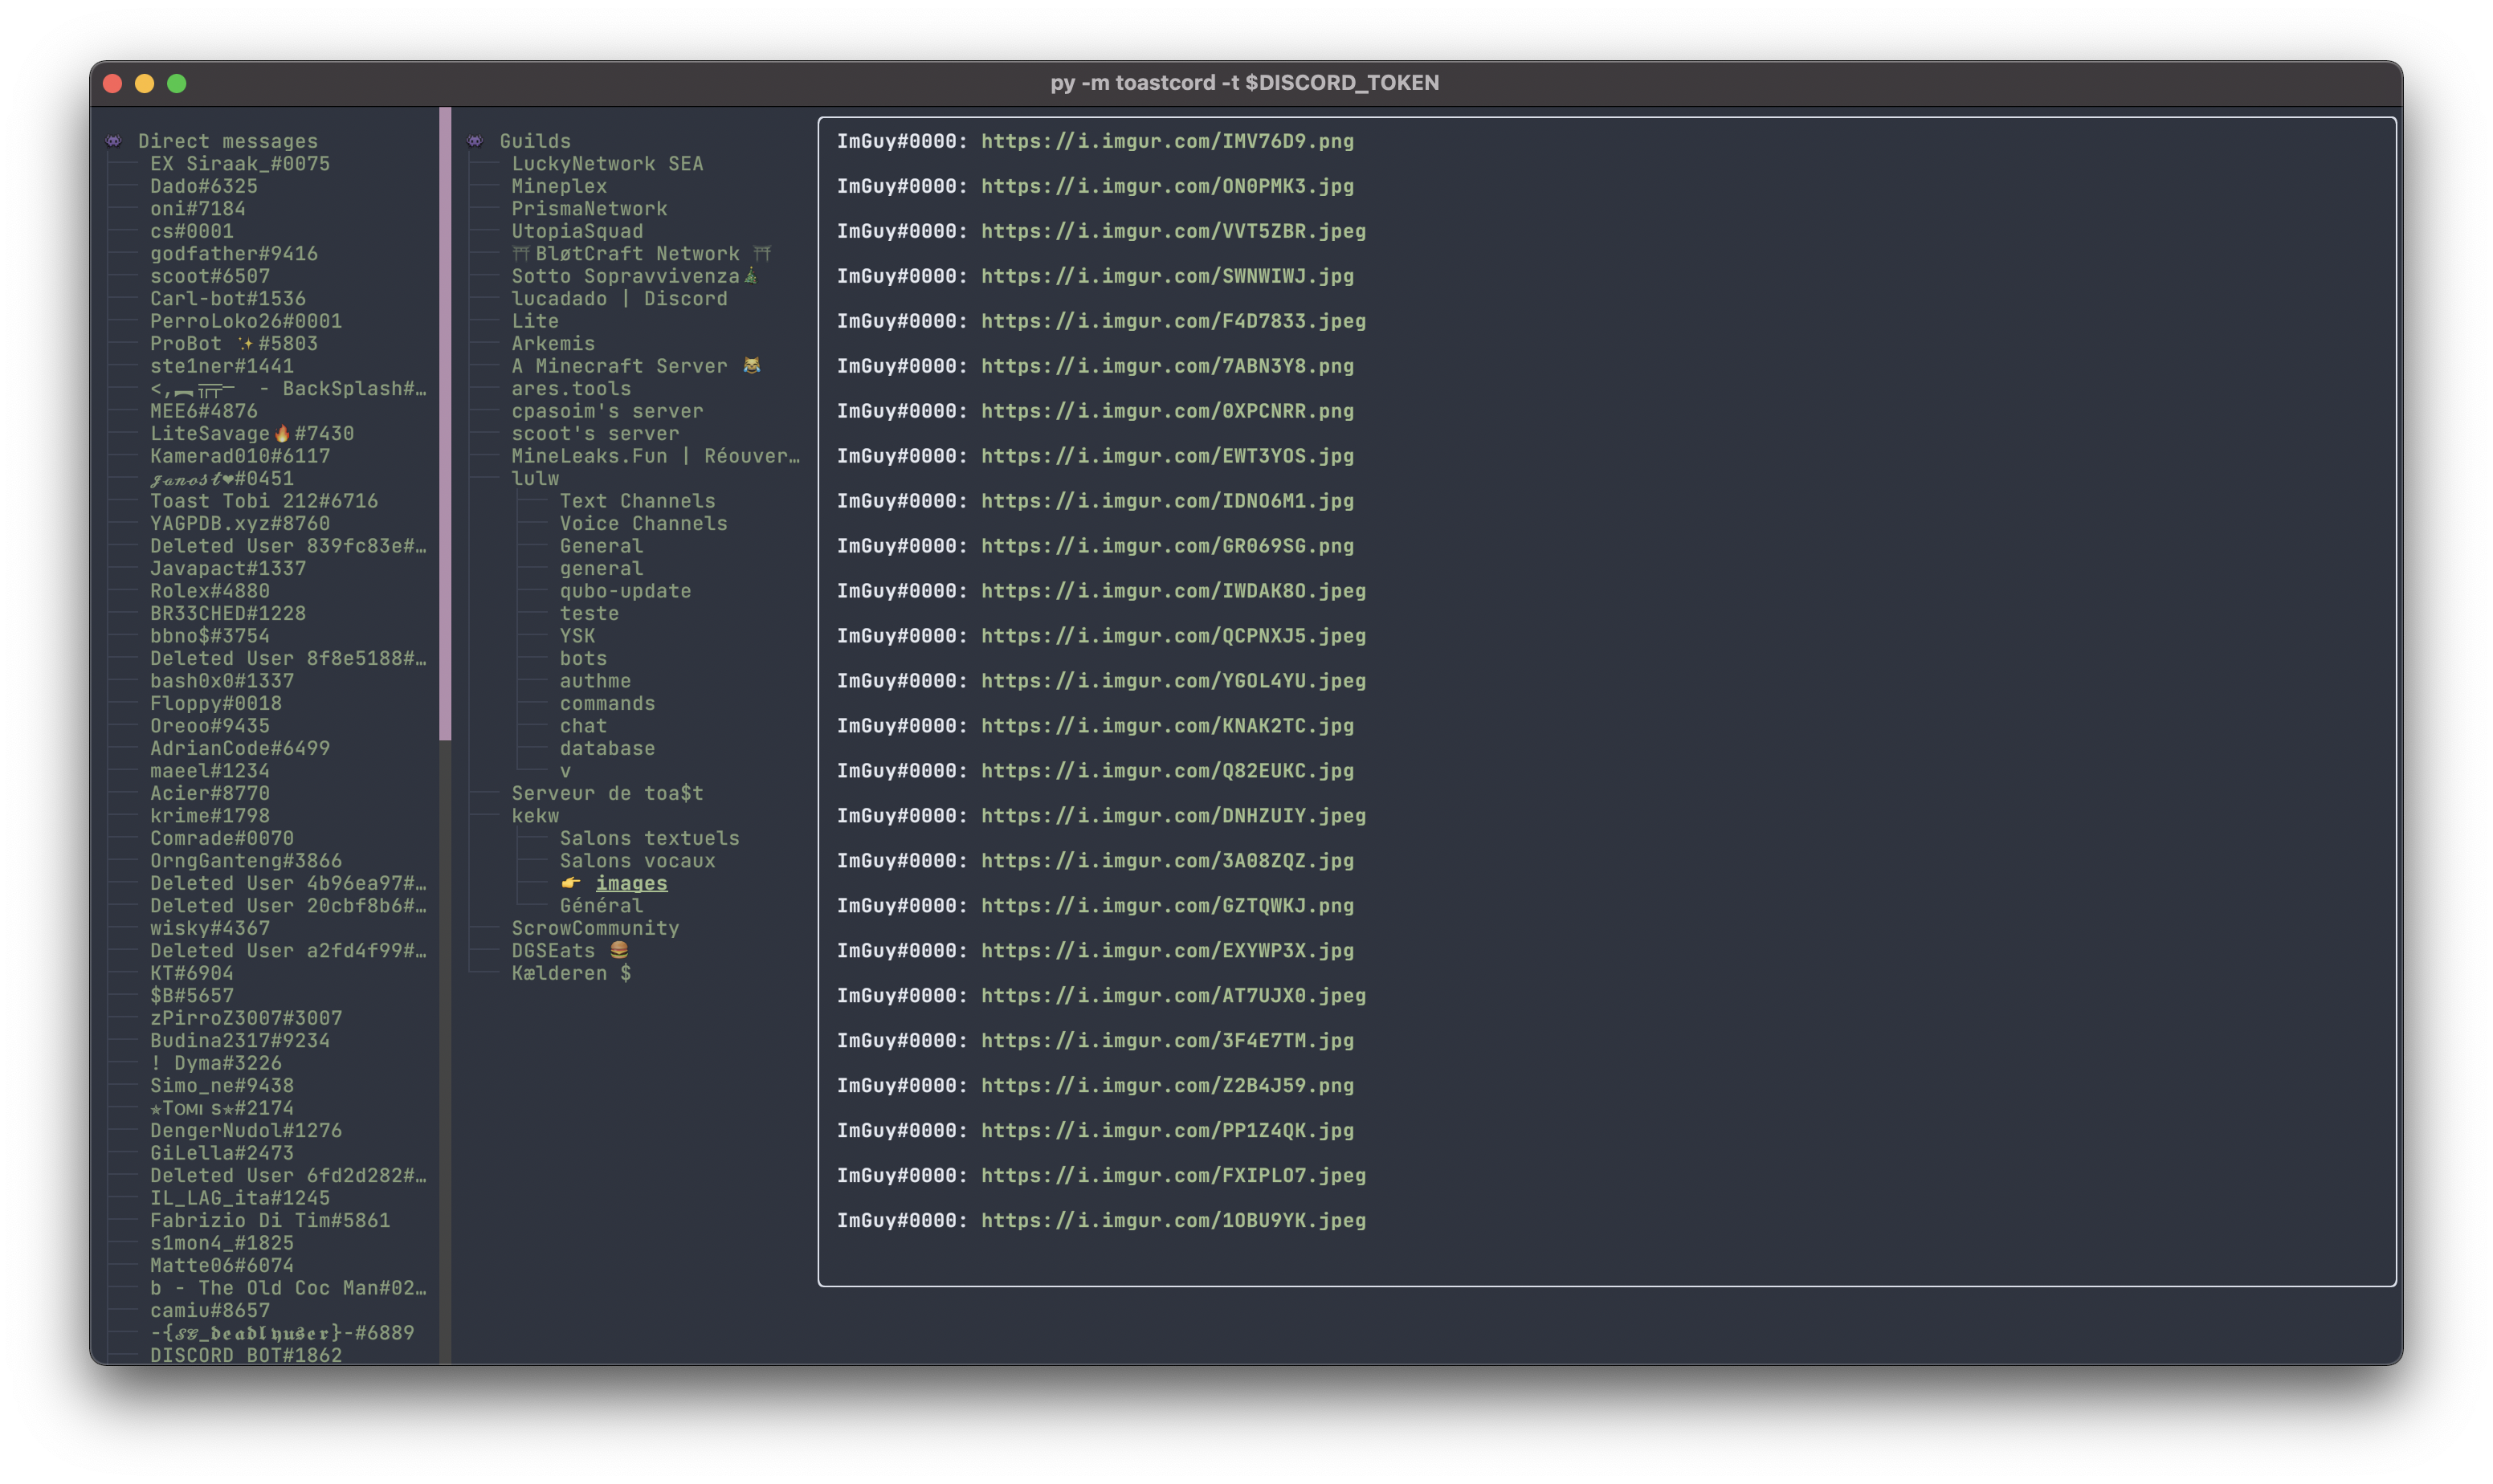 py -m toastcord -t $DISCORD_TOKEN
Direct messages
EX Siraak_#0075
Dado#6325
oni#7184
cs#0001
godfather#9416
scoot#6507
Carl-bot#1536
PerroLoko26#0001
ProBot ✨#5803
ste1ner#1441
- BackSplash#…
MEE6#4876
LiteSavage🔥#7430
Kamerad010#6117
𝓰𝓪𝓷𝓸𝓼𝓽❤#0451
Toast Tobi 212#6716
YAGPDB.xyz#8760
Deleted User 839fc83e#…
Javapact#1337
Rolex#4880
BR33CHED#1228
bbno$#3754
Deleted User 8f8e5188#…
bash0x0#1337
Floppy#0018
Oreoo#9435
AdrianCode#6499
maeel#1234
Acier#8770
krime#1798
Comrade#0070
OrngGanteng#3866
Deleted User 4b96ea97#…
Deleted User 20cbf8b6#…
wisky#4367
Deleted User a2fd4f99#…
KT#6904
$B#5657
zPirroZ3007#3007
Budina2317#9234
! Dyma#3226
Simo_ne#9438
★Tᴏᴍɪ s★#2174
DengerNudol#1276
GiLella#2473
Deleted User 6fd2d282#…
IL_LAG_ita#1245
Fabrizio Di Tim#5861
s1mon4_#1825
Matte06#6074
b - The Old Coc Man#02…
camiu#8657
-{𝓢𝓖_𝖉𝖊𝖆𝖉𝖑𝖞𝖚𝖘𝖊𝖗}-#6889
DISCORD BOT#1862
Guilds
LuckyNetwork SEA
Mineplex
PrismaNetwork
UtopiaSquad
⛩BløtCraft Network ⛩
Sotto Sopravvivenza🎄
lucadado | Discord
Lite
Arkemis
A Minecraft Server 😹
ares.tools
cpasoim's server
scoot's server
MineLeaks.Fun | Réouver…
lulw
Text Channels
Voice Channels
General
general
qubo-update
teste
YSK
bots
authme
commands
chat
database
v
Serveur de toa$t
kekw
Salons textuels
Salons vocaux
👉 images
Général
ScrowCommunity
DGSEats 🍔
Kælderen $
ImGuy#0000: https://i.imgur.com/IMV76D9.png
ImGuy#0000: https://i.imgur.com/ON0PMK3.jpg
ImGuy#0000: https://i.imgur.com/VVT5ZBR.jpeg
ImGuy#0000: https://i.imgur.com/SWNWIWJ.jpg
ImGuy#0000: https://i.imgur.com/F4D7833.jpeg
ImGuy#0000: https://i.imgur.com/7ABN3Y8.png
ImGuy#0000: https://i.imgur.com/0XPCNRR.png
ImGuy#0000: https://i.imgur.com/EWT3YOS.jpg
ImGuy#0000: https://i.imgur.com/IDNO6M1.jpg
ImGuy#0000: https://i.imgur.com/GR069SG.png
ImGuy#0000: https://i.imgur.com/IWDAK8O.jpeg
ImGuy#0000: https://i.imgur.com/QCPNXJ5.jpeg
ImGuy#0000: https://i.imgur.com/YGOL4YU.jpeg
ImGuy#0000: https://i.imgur.com/KNAK2TC.jpg
ImGuy#0000: https://i.imgur.com/Q82EUKC.jpg
ImGuy#0000: https://i.imgur.com/DNHZUIY.jpeg
ImGuy#0000: https://i.imgur.com/3A08ZQZ.jpg
ImGuy#0000: https://i.imgur.com/GZTQWKJ.png
ImGuy#0000: https://i.imgur.com/EXYWP3X.jpg
ImGuy#0000: https://i.imgur.com/AT7UJX0.jpeg
ImGuy#0000: https://i.imgur.com/3F4E7TM.jpg
ImGuy#0000: https://i.imgur.com/Z2B4J59.png
ImGuy#0000: https://i.imgur.com/PP1Z4QK.jpg
ImGuy#0000: https://i.imgur.com/FXIPLO7.jpeg
ImGuy#0000: https://i.imgur.com/1OBU9YK.jpeg